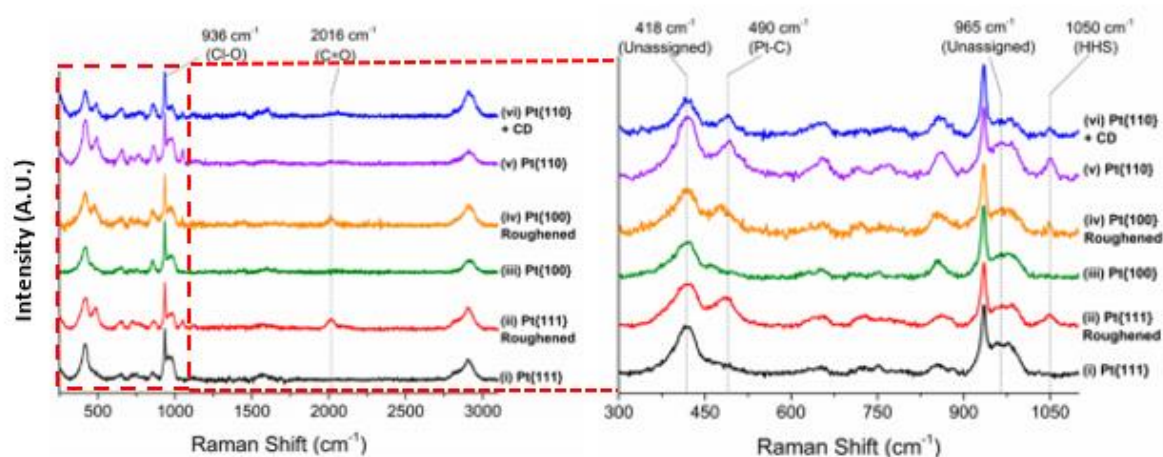 936 cm⁻¹
(Cl-O)
2016 cm⁻¹
(C≡O)
(vi) Pt{110}
+ CD
(v) Pt{110}
(iv) Pt{100}
Roughened
(iii) Pt{100}
(ii) Pt{111}
Roughened
(i) Pt{111}
Intensity (A.U.)
500 1000 1500 2000 2500 3000
Raman Shift (cm⁻¹)
418 cm⁻¹
(Unassigned)
490 cm⁻¹
(Pt-C)
965 cm⁻¹
(Unassigned)
1050 cm⁻¹
(HHS)
(vi) Pt{110}
+ CD
(v) Pt{110}
(iv) Pt{100}
Roughened
(iii) Pt{100}
(ii) Pt{111}
Roughened
(i) Pt{111}
300 450 600 750 900 1050
Raman Shift (cm⁻¹)